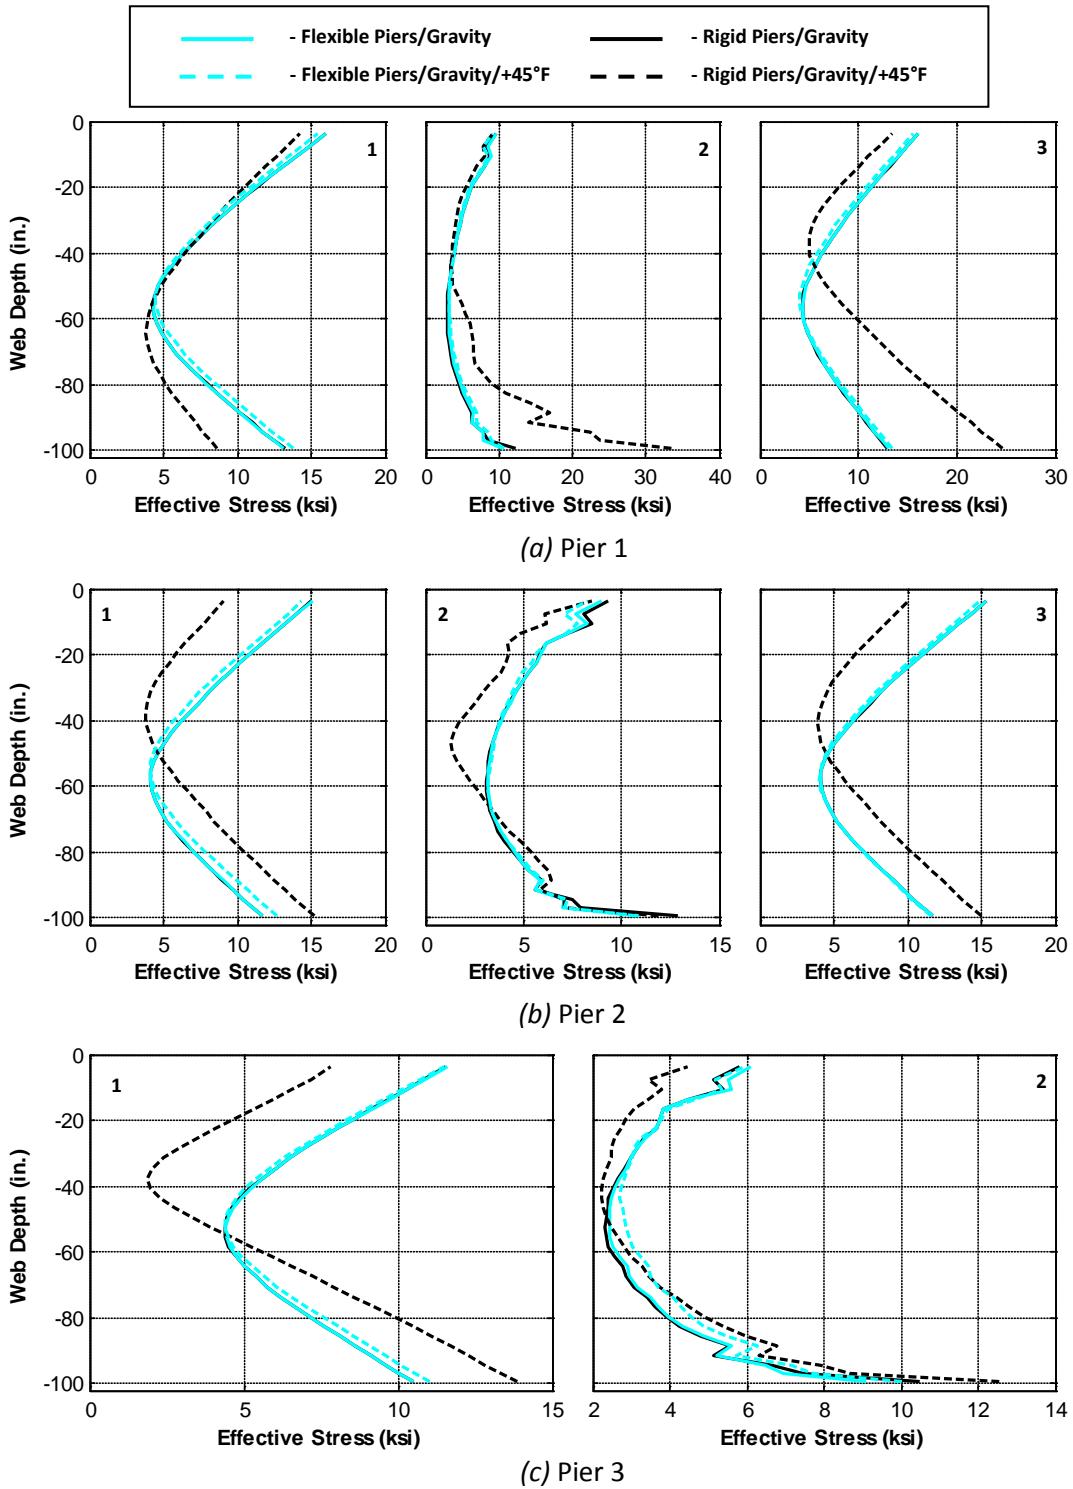 - Flexible Piers/Gravity - Rigid Piers/Gravity
- Flexible Piers/Gravity/+45°F - Rigid Piers/Gravity/+45°F
Web Depth (in.)
0
-20
-40
-60
-80
-100
1
0 5 10 15 20
Effective Stress (ksi)
2
0 10 20 30 40
Effective Stress (ksi)
3
0 10 20 30
Effective Stress (ksi)
(a) Pier 1
Web Depth (in.)
0
-20
-40
-60
-80
-100
1
0 5 10 15 20
Effective Stress (ksi)
2
0 5 10 15
Effective Stress (ksi)
3
0 5 10 15 20
Effective Stress (ksi)
(b) Pier 2
Web Depth (in.)
0
-20
-40
-60
-80
-100
1
0 5 10 15
Effective Stress (ksi)
2
2 4 6 8 10 12 14
Effective Stress (ksi)
(c) Pier 3